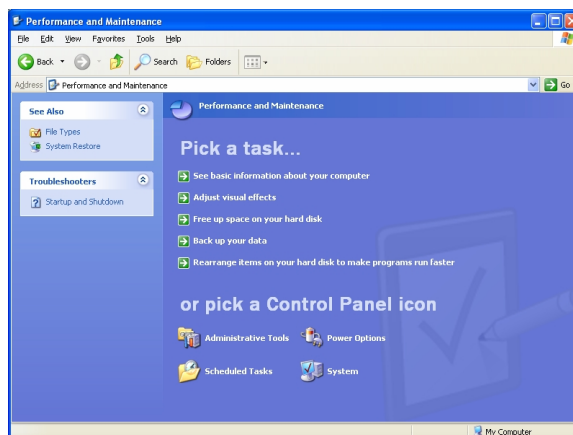 Performance and Maintenance
File Edit View Favorites Tools Help
Back Search Folders
Address Performance and Maintenance Go
See Also
File Types
System Restore
Troubleshooters
Startup and Shutdown
Performance and Maintenance
Pick a task...
See basic information about your computer
Adjust visual effects
Free up space on your hard disk
Back up your data
Rearrange items on your hard disk to make programs run faster
or pick a Control Panel icon
Administrative Tools Power Options
Scheduled Tasks System
My Computer